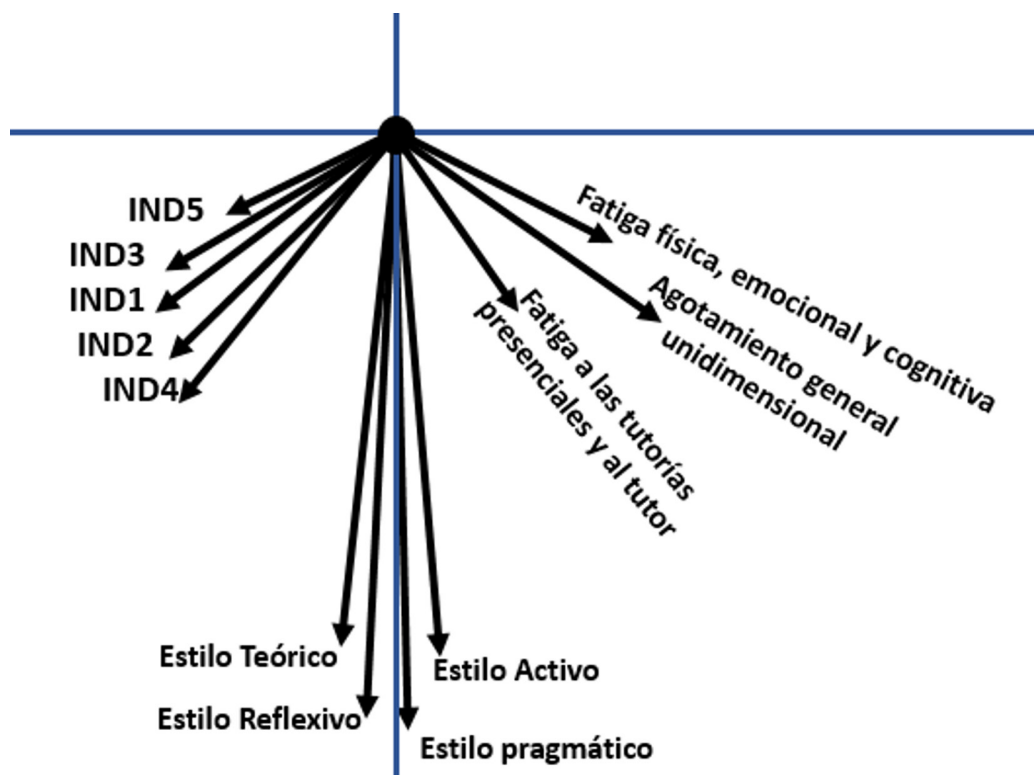 IND5
IND3
IND1
IND2
IND4
Fatiga física, emocional y cognitiva
Agotamiento general
unidimensional
Fatiga a las tutorías
presenciales y al tutor
Estilo Teórico
Estilo Activo
Estilo Reflexivo
Estilo pragmático